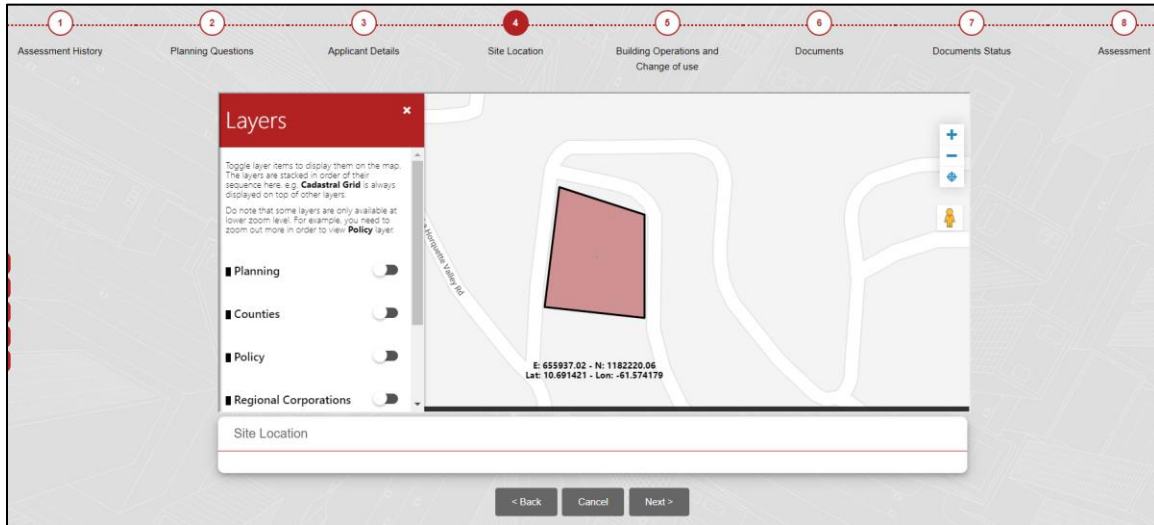 1
2
3
4
5
6
7
8
Assessment History
Planning Questions
Applicant Details
Site Location
Building Operations and
Change of use
Documents
Documents Status
Assessment
Layers
×
Toggle layer items to display them on the map.
The layers are stacked in order of their
sequence here, e.g. Cadastral Grid is always
displayed on top of other layers.
Do note that some layers are only available at
lower zoom level. For example, you need to
zoom out more in order to view Policy layer.
Planning
Counties
Policy
Regional Corporations
Horquette Valley Rd
E: 655937.02 - N: 1182220.06
Lat: 10.691421 - Lon: -61.574179
+
−
Site Location
< Back
Cancel
Next >